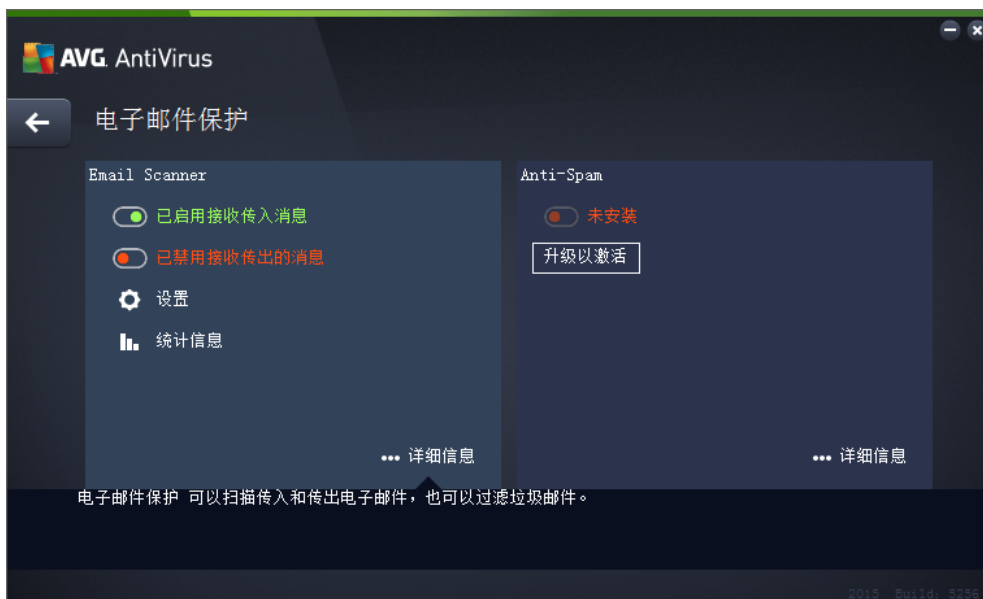 AVG. AntiVirus
电子邮件保护
Email Scanner
已启用接收传入消息
已禁用接收传出的消息
设置
统计信息
... 详细信息
Anti-Spam
未安装
升级以激活
... 详细信息
电子邮件保护 可以扫描传入和传出电子邮件，也可以过滤垃圾邮件。
2015 Build: 5256